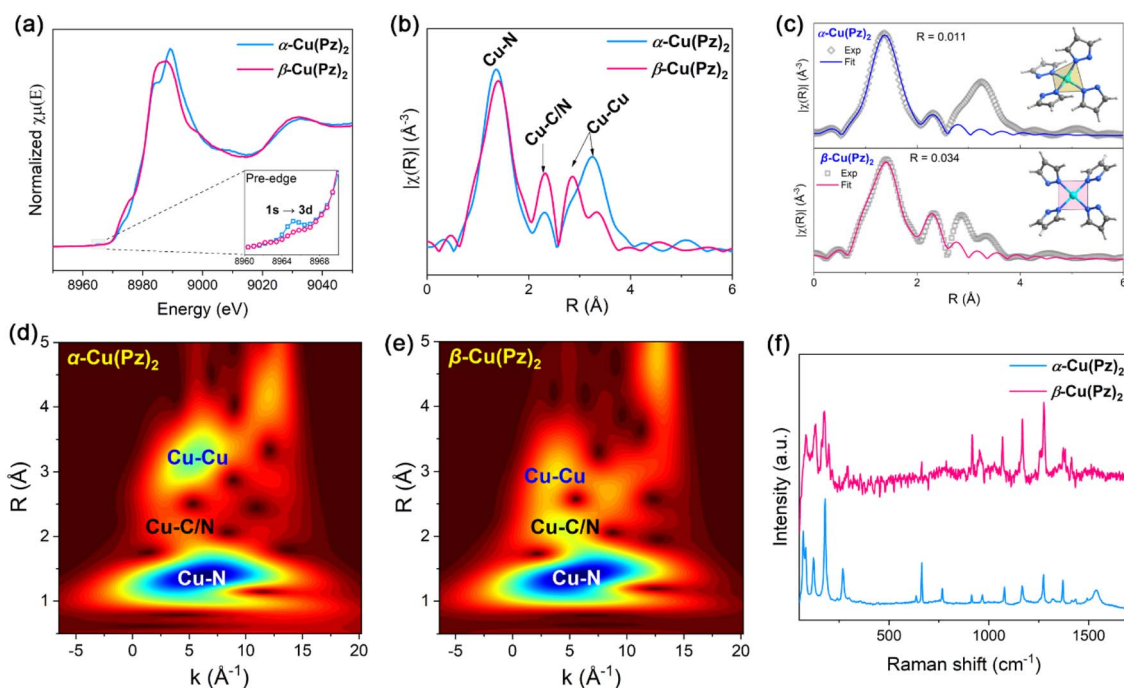 (a)
α-Cu(Pz)2
β-Cu(Pz)2
Normalized χμ(E)
Pre-edge
1s → 3d
8960 8964 8968
8960 8980 9000 9020 9040
Energy (eV)
(b)
α-Cu(Pz)2
β-Cu(Pz)2
Cu-N
Cu-C/N
Cu-Cu
|χ(R)| (Å-3)
0 2 4 6
R (Å)
(c)
α-Cu(Pz)2
R = 0.011
Exp
Fit
|χ(R)| (Å-3)
β-Cu(Pz)2
R = 0.034
Exp
Fit
|χ(R)| (Å-3)
0 2 4 6
R (Å)
(d)
α-Cu(Pz)2
Cu-Cu
Cu-C/N
Cu-N
R (Å)
5
4
3
2
1
-5 0 5 10 15 20
k (Å-1)
(e)
β-Cu(Pz)2
Cu-Cu
Cu-C/N
Cu-N
R (Å)
5
4
3
2
1
-5 0 5 10 15 20
k (Å-1)
(f)
α-Cu(Pz)2
β-Cu(Pz)2
Intensity (a.u.)
500 1000 1500
Raman shift (cm-1)